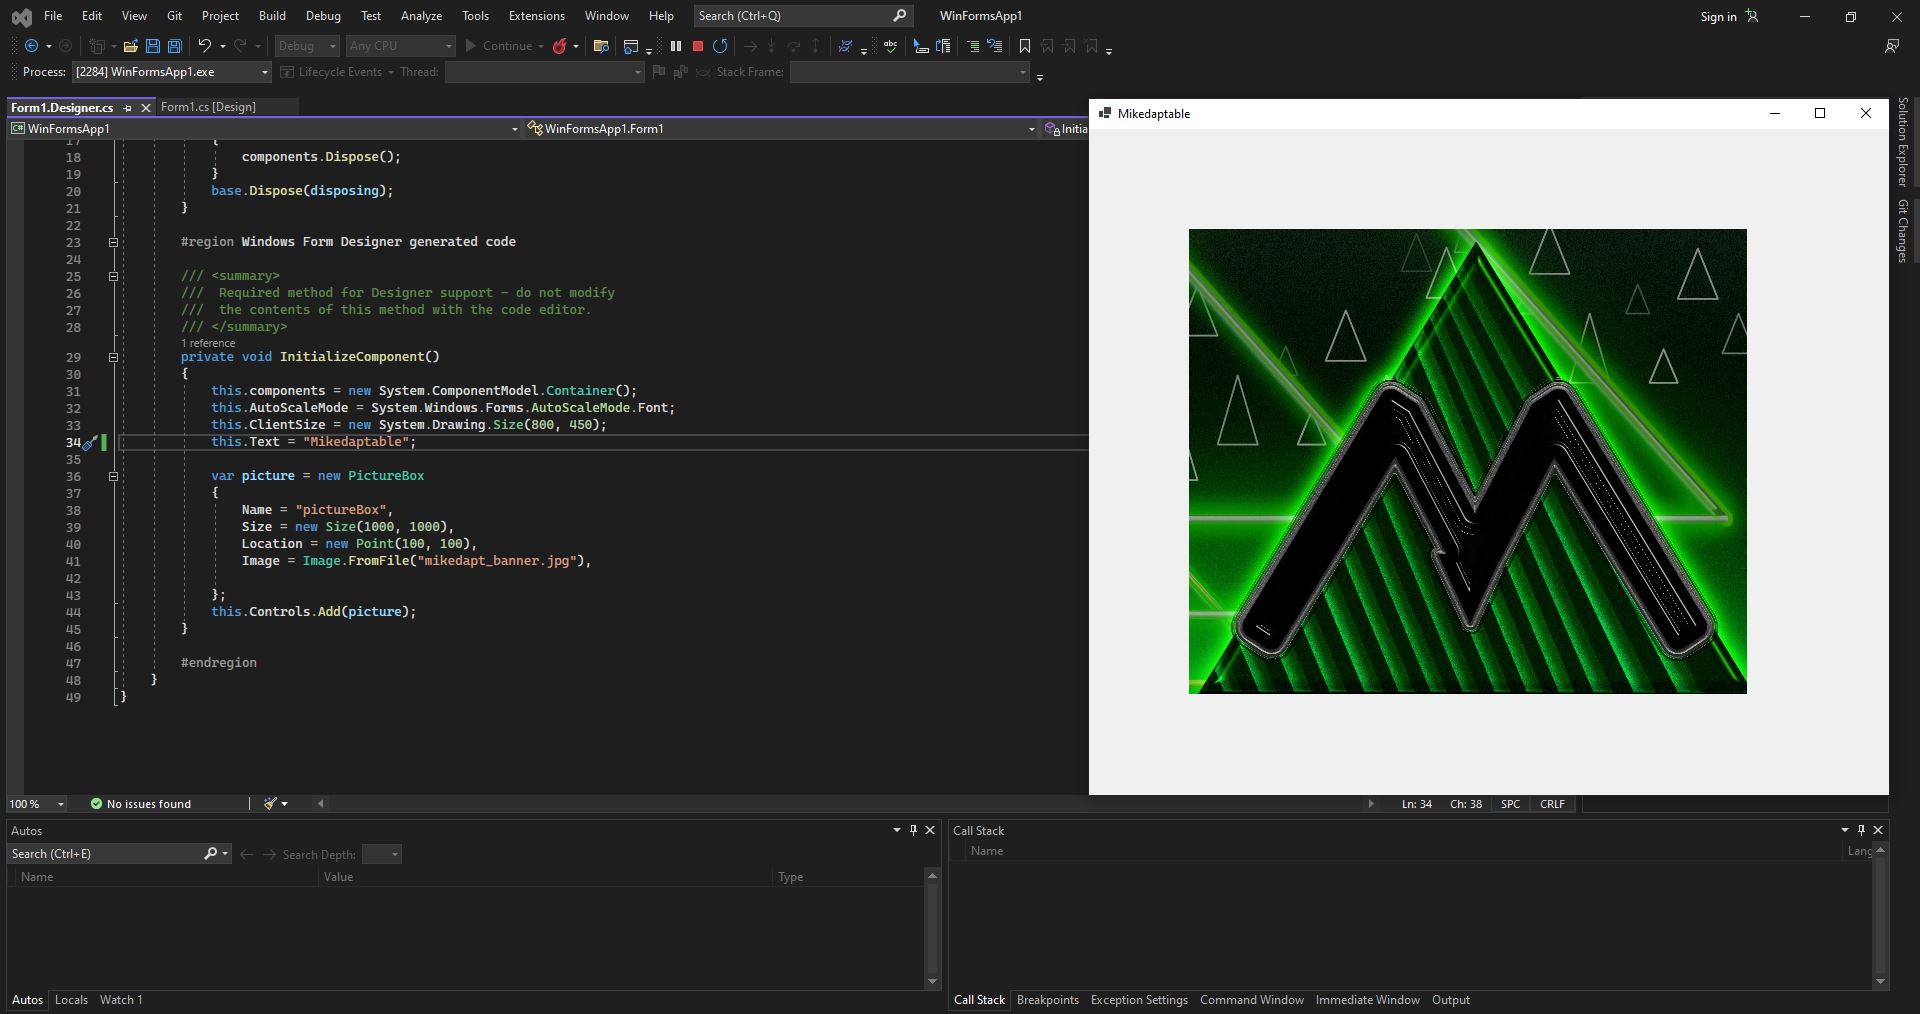 File Edit View Git Project Build Debug Test Analyze Tools Extensions Window Help Search (Ctrl+Q) WinFormsApp1 Sign in
Debug Any CPU Continue
Process: [2284] WinFormsApp1.exe Lifecycle Events Thread: Stack Frame:
Form1.Designer.cs Form1.cs [Design]
WinFormsApp1 WinFormsApp1.Form1 Initia
17 {
18 components.Dispose();
19 }
20 base.Dispose(disposing);
21 }
22
23 #region Windows Form Designer generated code
24
25 /// <summary>
26 /// Required method for Designer support - do not modify
27 /// the contents of this method with the code editor.
28 /// </summary>
1 reference
29 private void InitializeComponent()
30 {
31 this.components = new System.ComponentModel.Container();
32 this.AutoScaleMode = System.Windows.Forms.AutoScaleMode.Font;
33 this.ClientSize = new System.Drawing.Size(800, 450);
34 this.Text = "Mikedaptable";
35
36 var picture = new PictureBox
37 {
38 Name = "pictureBox",
39 Size = new Size(1000, 1000),
40 Location = new Point(100, 100),
41 Image = Image.FromFile("mikedapt_banner.jpg"),
42
43 };
44 this.Controls.Add(picture);
45 }
46
47 #endregion
48 }
49 }
Mikedaptable
M
Solution Explorer
Git Changes
100 % No issues found Ln: 34 Ch: 38 SPC CRLF
Autos
Search (Ctrl+E) Search Depth:
Name Value Type
Autos Locals Watch 1
Call Stack
Name Lang
Call Stack Breakpoints Exception Settings Command Window Immediate Window Output